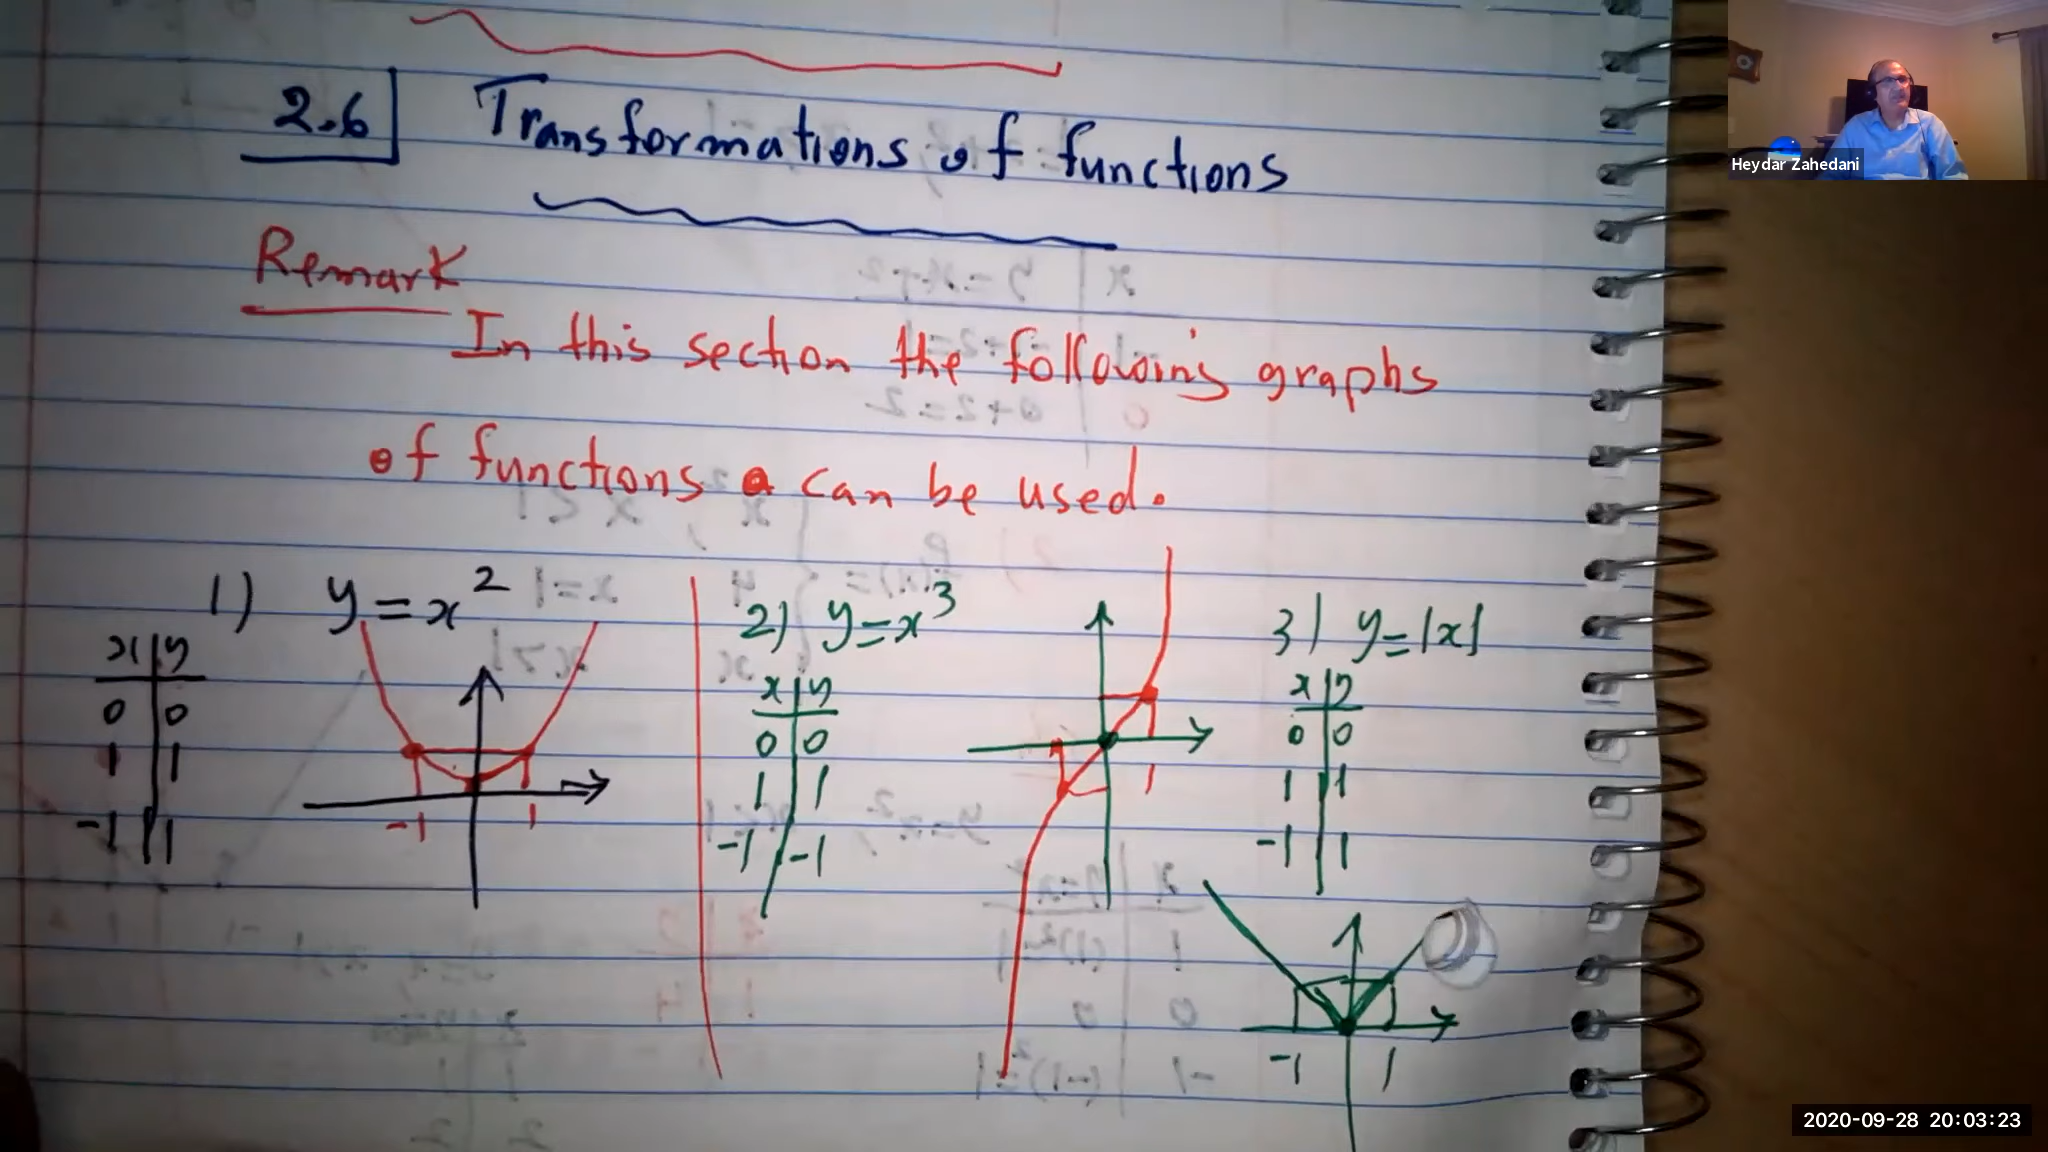 2.6 Transformations of functions
Remark
In this section the following graphs
of functions can be used.
1) y=x²
x y
0 0
1 1
-1 1
-1 1
2) y=x³
x y
0 0
1 1
-1 -1
1
3) y=|x|
x y
0 0
1 1
-1 1
-1 1
Heydar Zahedani
2020-09-28 20:03:23